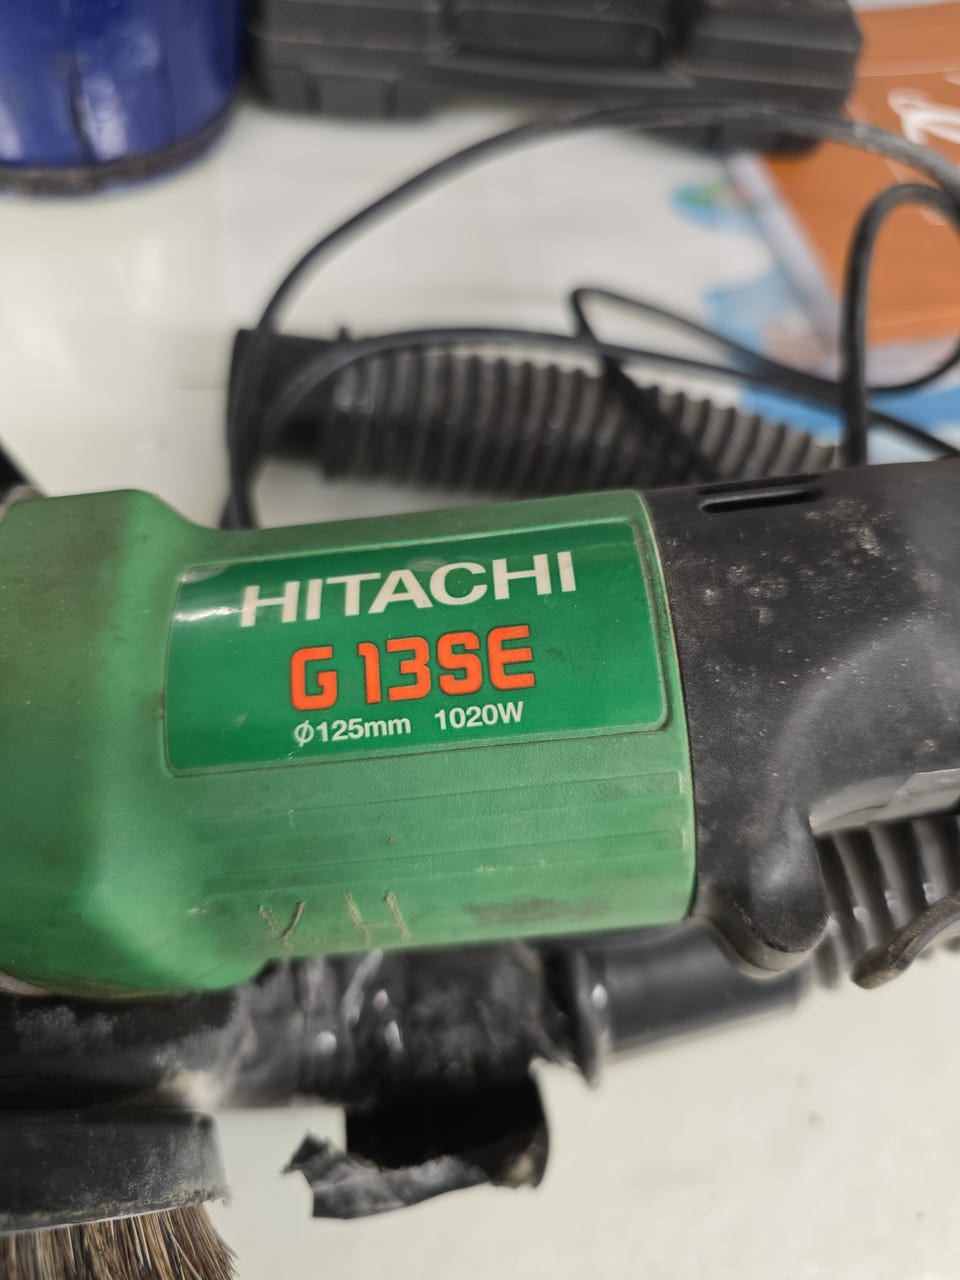 HITACHI
G 13SE
Φ125mm 1020W
Y H